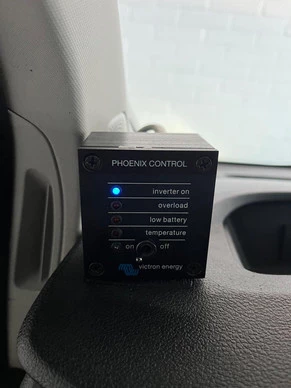 PHOENIX CONTROL
inverter on
overload
low battery
temperature
on off
victron energy